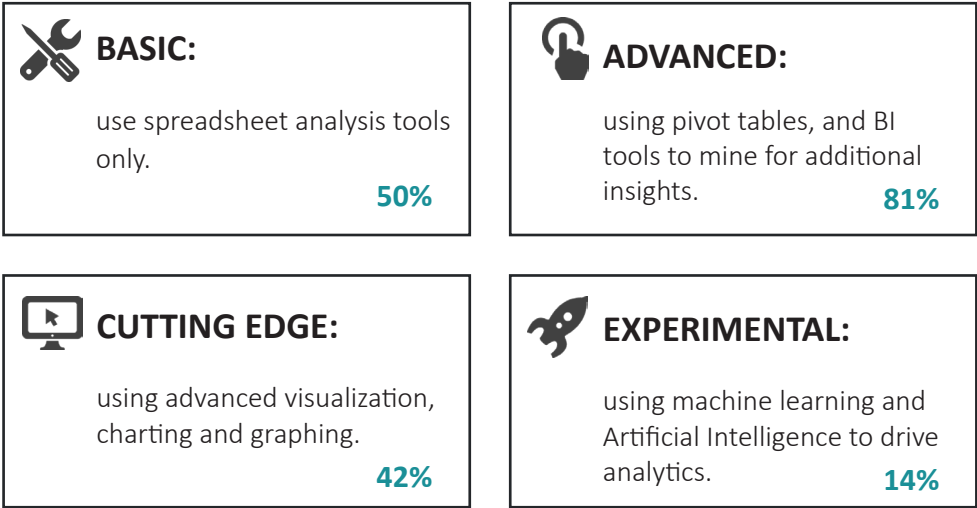 BASIC:
use spreadsheet analysis tools
only.
50%
ADVANCED:
using pivot tables, and BI
tools to mine for additional
insights.
81%
CUTTING EDGE:
using advanced visualization,
charting and graphing.
42%
EXPERIMENTAL:
using machine learning and
Artificial Intelligence to drive
analytics.
14%